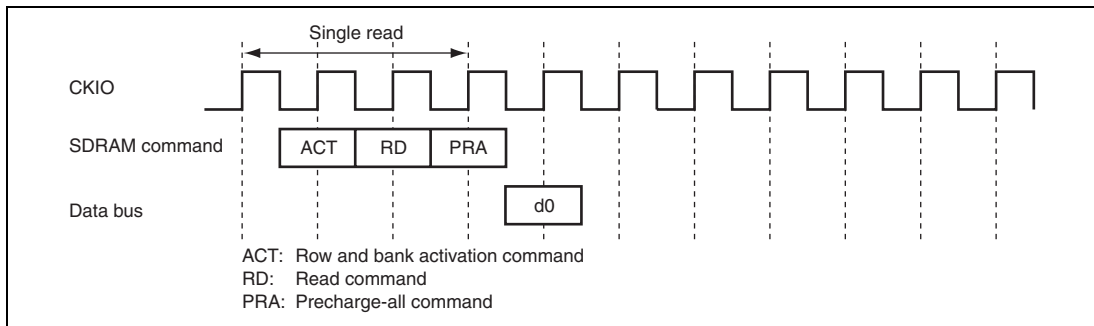 Single read
CKIO
SDRAM command ACT RD PRA
Data bus d0
ACT: Row and bank activation command
RD: Read command
PRA: Precharge-all command